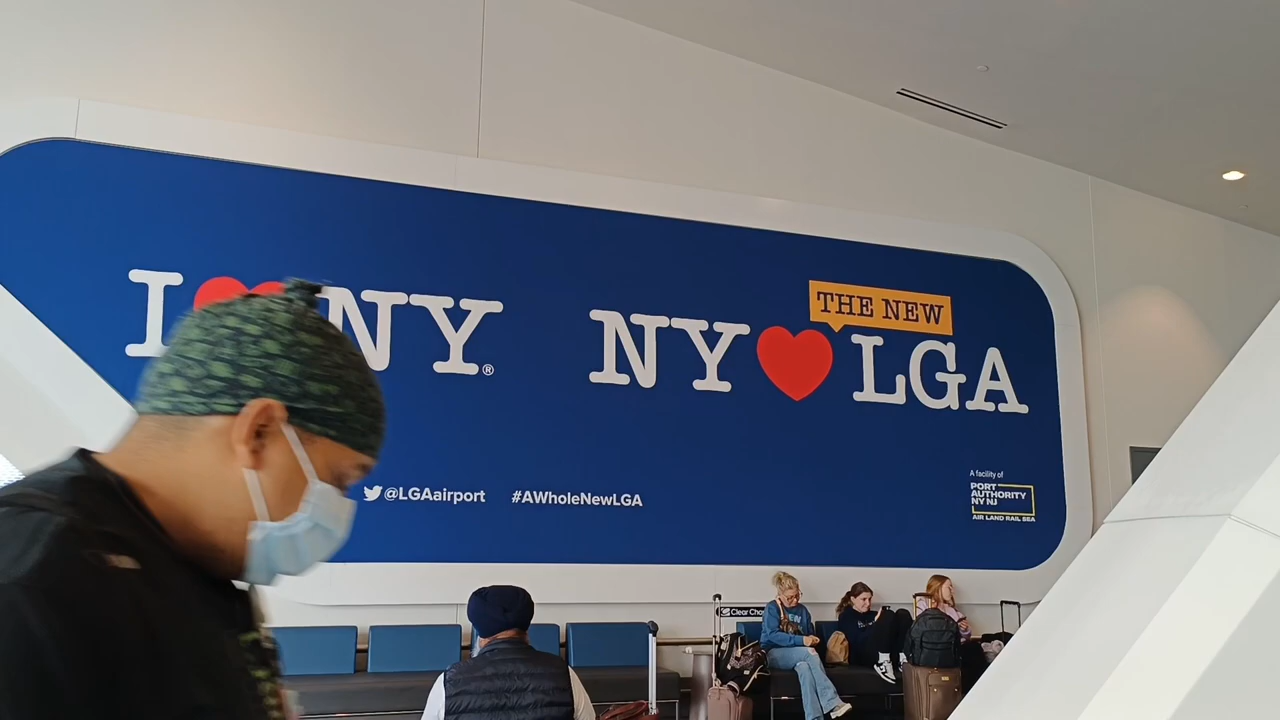 I ❤ NY®
NY ❤ LGA
THE NEW
@LGAairport #AWholeNewLGA
A facility of
PORT
AUTHORITY
NY NJ
AIR LAND RAIL SEA
Clear